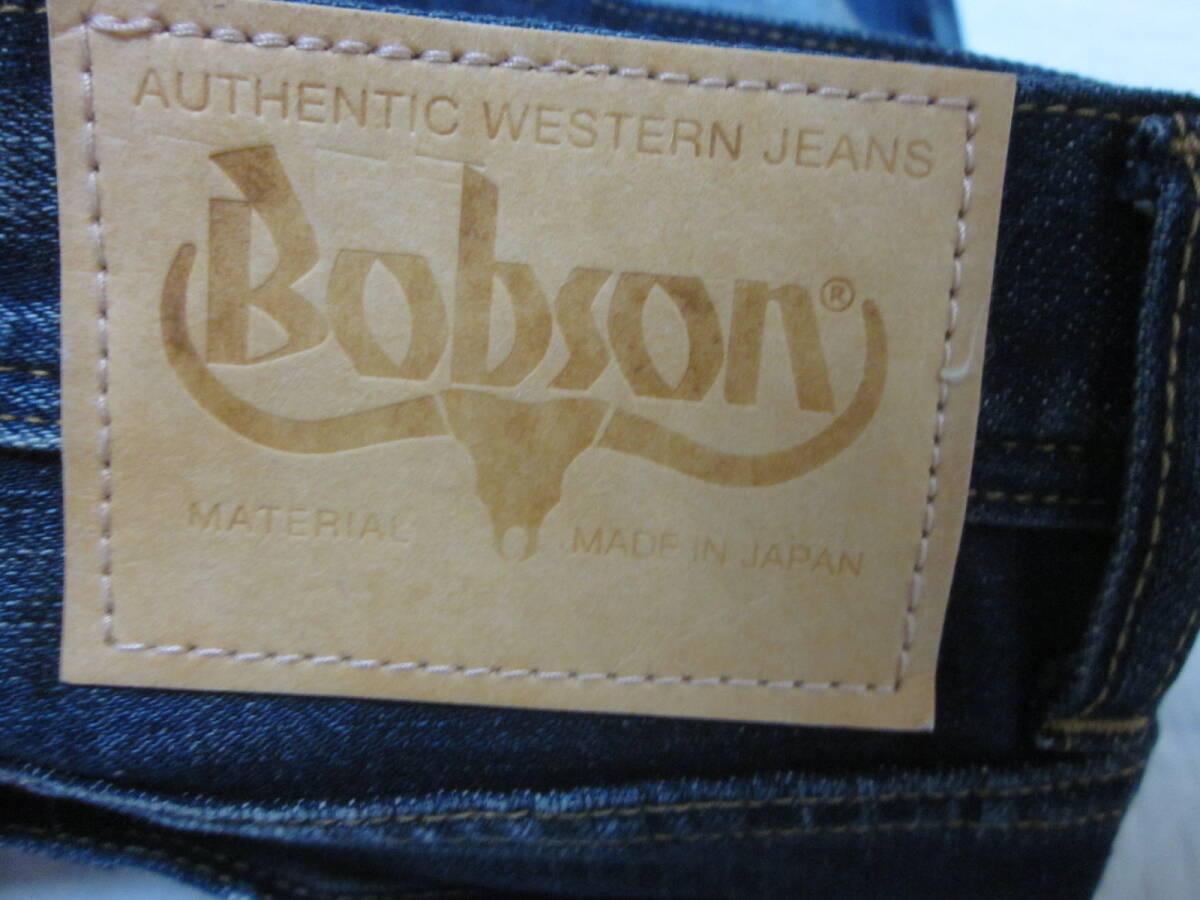 AUTHENTIC WESTERN JEANS
Bobson®
MATERIAL MADE IN JAPAN